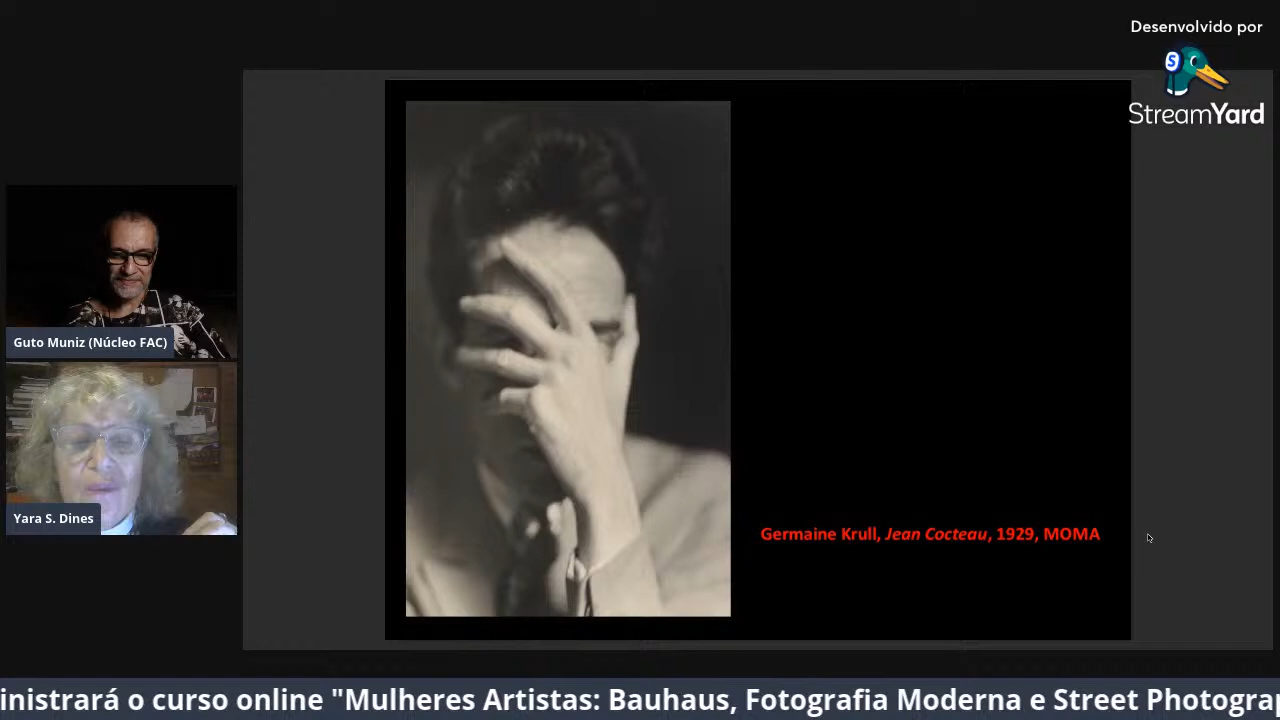 Desenvolvido por
StreamYard
Guto Muniz (Núcleo FAC)
Yara S. Dines
Germaine Krull, Jean Cocteau, 1929, MOMA
inistrará o curso online "Mulheres Artistas: Bauhaus, Fotografia Moderna e Street Photogra